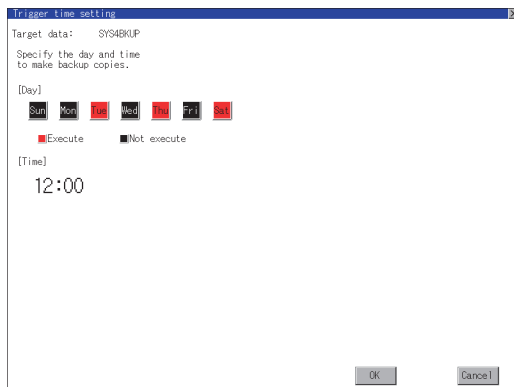 Trigger time setting
Target data: SYS4BKUP
Specify the day and time
to make backup copies.
[Day]
Sun Mon Tue Wed Thu Fri Sat
Execute Not execute
[Time]
12:00
OK Cancel